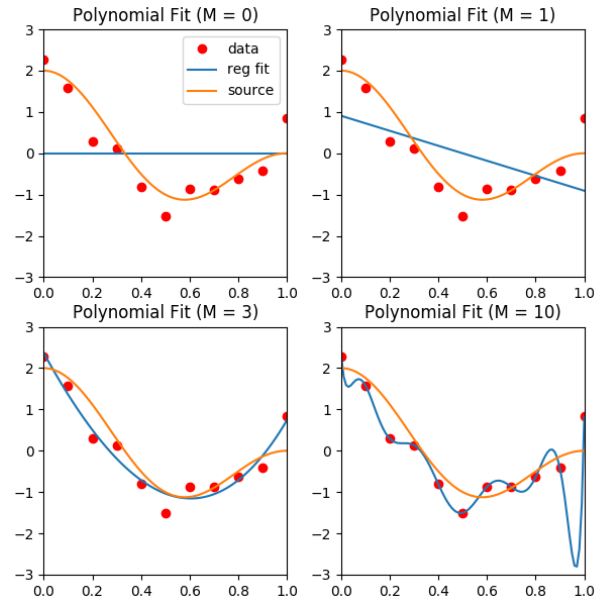 Polynomial Fit (M = 0)
3
2
1
0
−1
−2
−3
0.0 0.2 0.4 0.6 0.8 1.0
data
reg fit
source
Polynomial Fit (M = 1)
3
2
1
0
−1
−2
−3
0.0 0.2 0.4 0.6 0.8 1.0
Polynomial Fit (M = 3)
3
2
1
0
−1
−2
−3
0.0 0.2 0.4 0.6 0.8 1.0
Polynomial Fit (M = 10)
3
2
1
0
−1
−2
−3
0.0 0.2 0.4 0.6 0.8 1.0